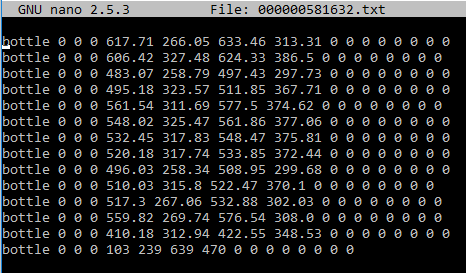 GNU nano 2.5.3 File: 000000581632.txt
bottle 0 0 0 617.71 266.05 633.46 313.31 0 0 0 0 0 0 0 0
bottle 0 0 0 606.42 327.48 624.33 386.5 0 0 0 0 0 0 0 0
bottle 0 0 0 483.07 258.79 497.43 297.73 0 0 0 0 0 0 0 0
bottle 0 0 0 495.18 323.57 511.85 367.71 0 0 0 0 0 0 0 0
bottle 0 0 0 561.54 311.69 577.5 374.62 0 0 0 0 0 0 0 0
bottle 0 0 0 548.02 325.47 561.86 377.06 0 0 0 0 0 0 0 0
bottle 0 0 0 532.45 317.83 548.47 375.81 0 0 0 0 0 0 0 0
bottle 0 0 0 520.18 317.74 533.85 372.44 0 0 0 0 0 0 0 0
bottle 0 0 0 496.03 258.34 508.95 299.68 0 0 0 0 0 0 0 0
bottle 0 0 0 510.03 315.8 522.47 370.1 0 0 0 0 0 0 0 0
bottle 0 0 0 517.3 267.06 532.88 302.03 0 0 0 0 0 0 0 0
bottle 0 0 0 559.82 269.74 576.54 308.0 0 0 0 0 0 0 0 0
bottle 0 0 0 410.18 312.94 422.55 348.53 0 0 0 0 0 0 0 0
bottle 0 0 0 103 239 639 470 0 0 0 0 0 0 0 0